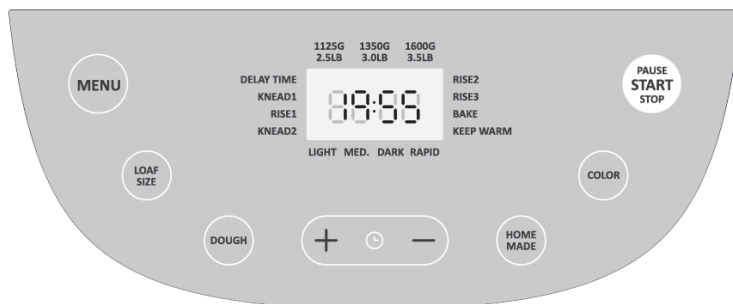 1125G 1350G 1600G
2.5LB 3.0LB 3.5LB
MENU
DELAY TIME
KNEAD1
RISE1
KNEAD2
19:55
RISE2
RISE3
BAKE
KEEP WARM
PAUSE
START
STOP
LIGHT MED. DARK RAPID
LOAF
SIZE
COLOR
DOUGH
+ −
HOME
MADE